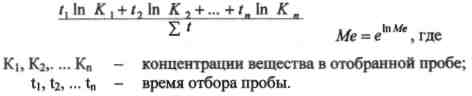 t₁ ln K₁ + t₂ ln K₂ + ... + tₙ ln Kₙ
∑ t
Me = e^{ln Me} , где
K₁, K₂,. ... Kₙ – концентрации вещества в отобранной пробе;
t₁, t₂, ... tₙ – время отбора пробы.